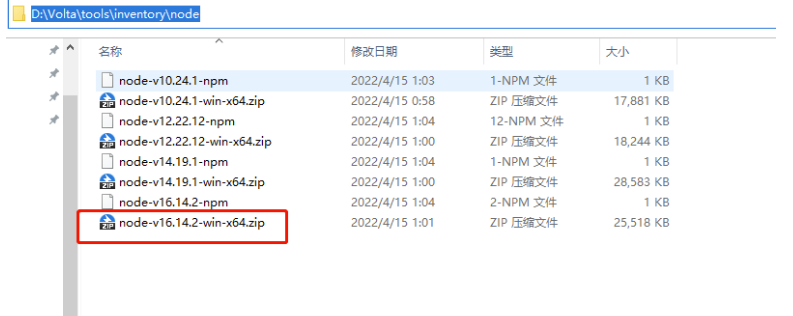 D:\Volta\tools\inventory\node
名称 修改日期 类型 大小
node-v10.24.1-npm 2022/4/15 1:03 1-NPM 文件 1 KB
node-v10.24.1-win-x64.zip 2022/4/15 0:58 ZIP 压缩文件 17,881 KB
node-v12.22.12-npm 2022/4/15 1:04 12-NPM 文件 1 KB
node-v12.22.12-win-x64.zip 2022/4/15 1:00 ZIP 压缩文件 18,244 KB
node-v14.19.1-npm 2022/4/15 1:04 1-NPM 文件 1 KB
node-v14.19.1-win-x64.zip 2022/4/15 1:00 ZIP 压缩文件 28,583 KB
node-v16.14.2-npm 2022/4/15 1:04 2-NPM 文件 1 KB
node-v16.14.2-win-x64.zip 2022/4/15 1:01 ZIP 压缩文件 25,518 KB